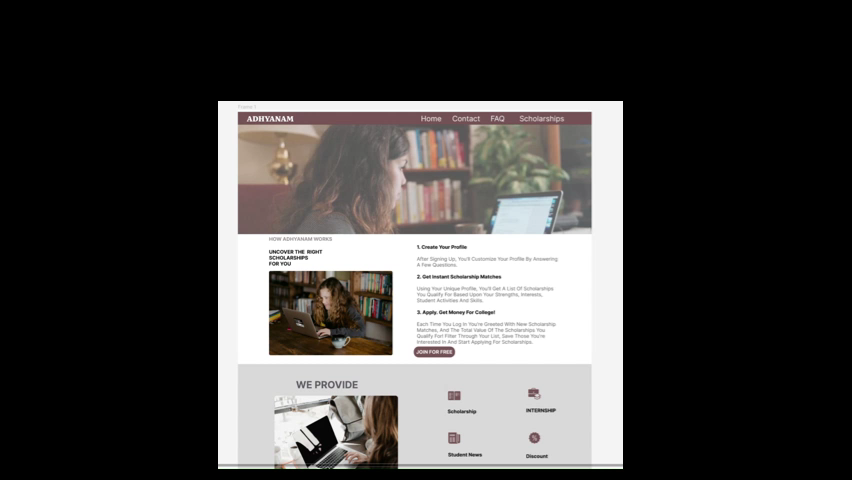 Frame 1
ADHYANAM
Home Contact FAQ Scholarships
HOW ADHYANAM WORKS
UNCOVER THE RIGHT
SCHOLARSHIPS
FOR YOU
1. Create Your Profile
After Signing Up, You'll Customize Your Profile By Answering
A Few Questions.
2. Get Instant Scholarship Matches
Using Your Unique Profile, You'll Get A List Of Scholarships
You Qualify For Based Upon Your Strengths, Interests,
Student Activities And Skills.
3. Apply. Get Money For College!
Each Time You Log In You're Greeted With New Scholarship
Matches, And The Total Value Of The Scholarships You
Qualify For! Filter Through Your List, Save Those You're
Interested In And Start Applying For Scholarships.
JOIN FOR FREE
WE PROVIDE
Scholarship
INTERNSHIP
Student News
Discount